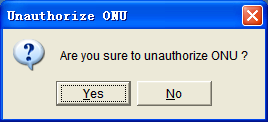 Unauthorize ONU
Are you sure to unauthorize ONU ?
Yes
No